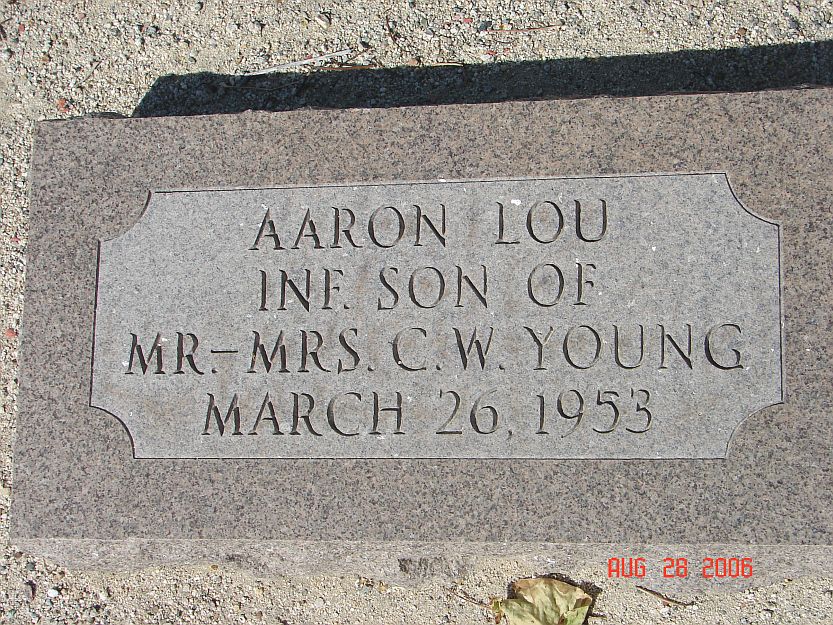 AARON LOU
INF. SON OF
MR.-MRS. C.W. YOUNG
MARCH 26, 1953
AUG 28 2006